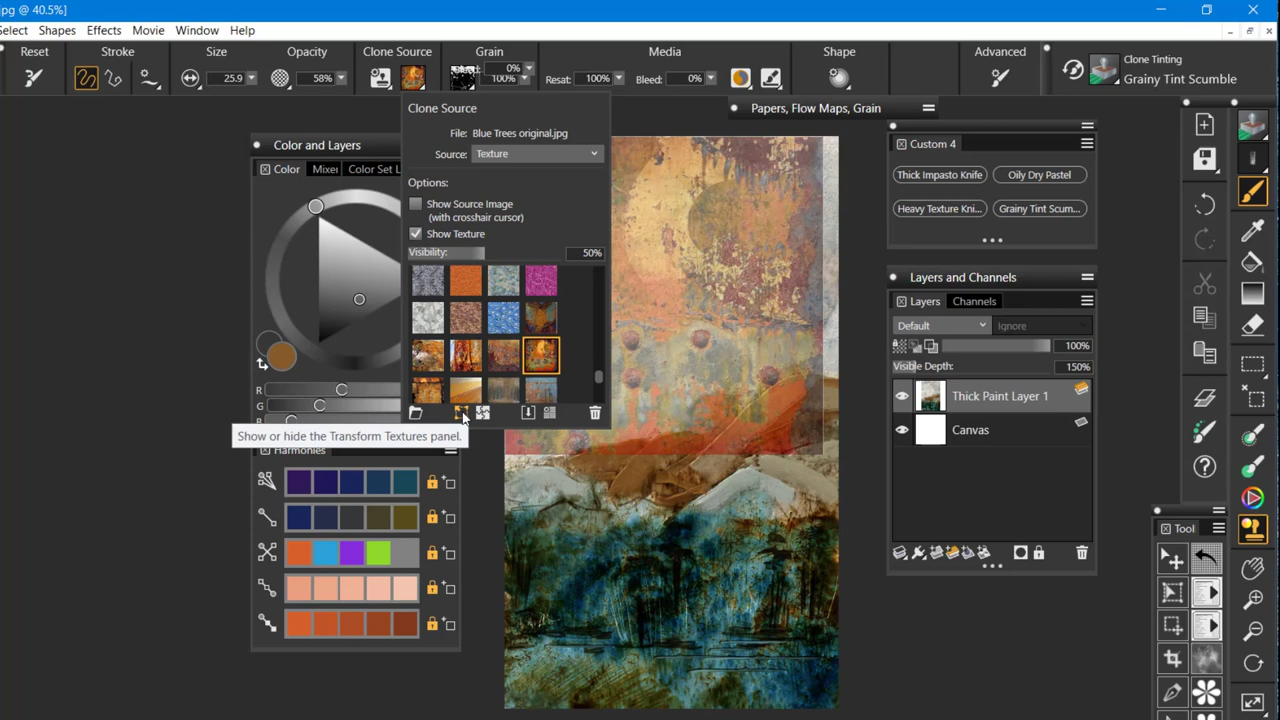 jpg @ 40.5%]
Select Shapes Effects Movie Window Help
Reset Stroke Size Opacity Clone Source Grain Media Shape Advanced
25.9 58% 0% 100% Resat: 100% Bleed: 0%
Clone Tinting
Grainy Tint Scumble
Clone Source
File: Blue Trees original.jpg
Source: Texture
Options:
Show Source Image
(with crosshair cursor)
Show Texture
Visibility: 50%
Show or hide the Transform Textures panel.
Color and Layers
Color Mixer Color Set L
R
G
Harmonies
Papers, Flow Maps, Grain
Custom 4
Thick Impasto Knife Oily Dry Pastel
Heavy Texture Kni... Grainy Tint Scum...
Layers and Channels
Layers Channels
Default Ignore
100%
Visible Depth: 150%
Thick Paint Layer 1
Canvas
Tool